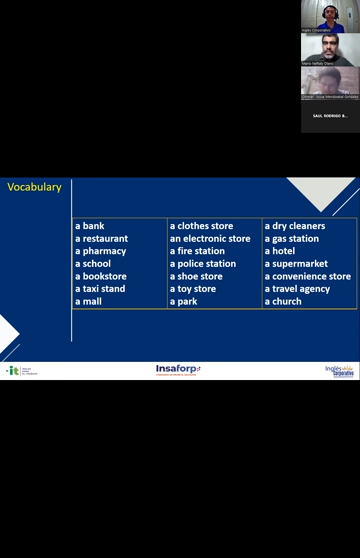 Inglés Corporativo
SAUL RODRIGO B...
Vocabulary
a bank
a restaurant
a pharmacy
a school
a bookstore
a taxi stand
a mall
a clothes store
an electronic store
a fire station
a police station
a shoe store
a toy store
a park
a dry cleaners
a gas station
a hotel
a supermarket
a convenience store
a travel agency
a church
it
Insaforp
Inglés
Corporativo